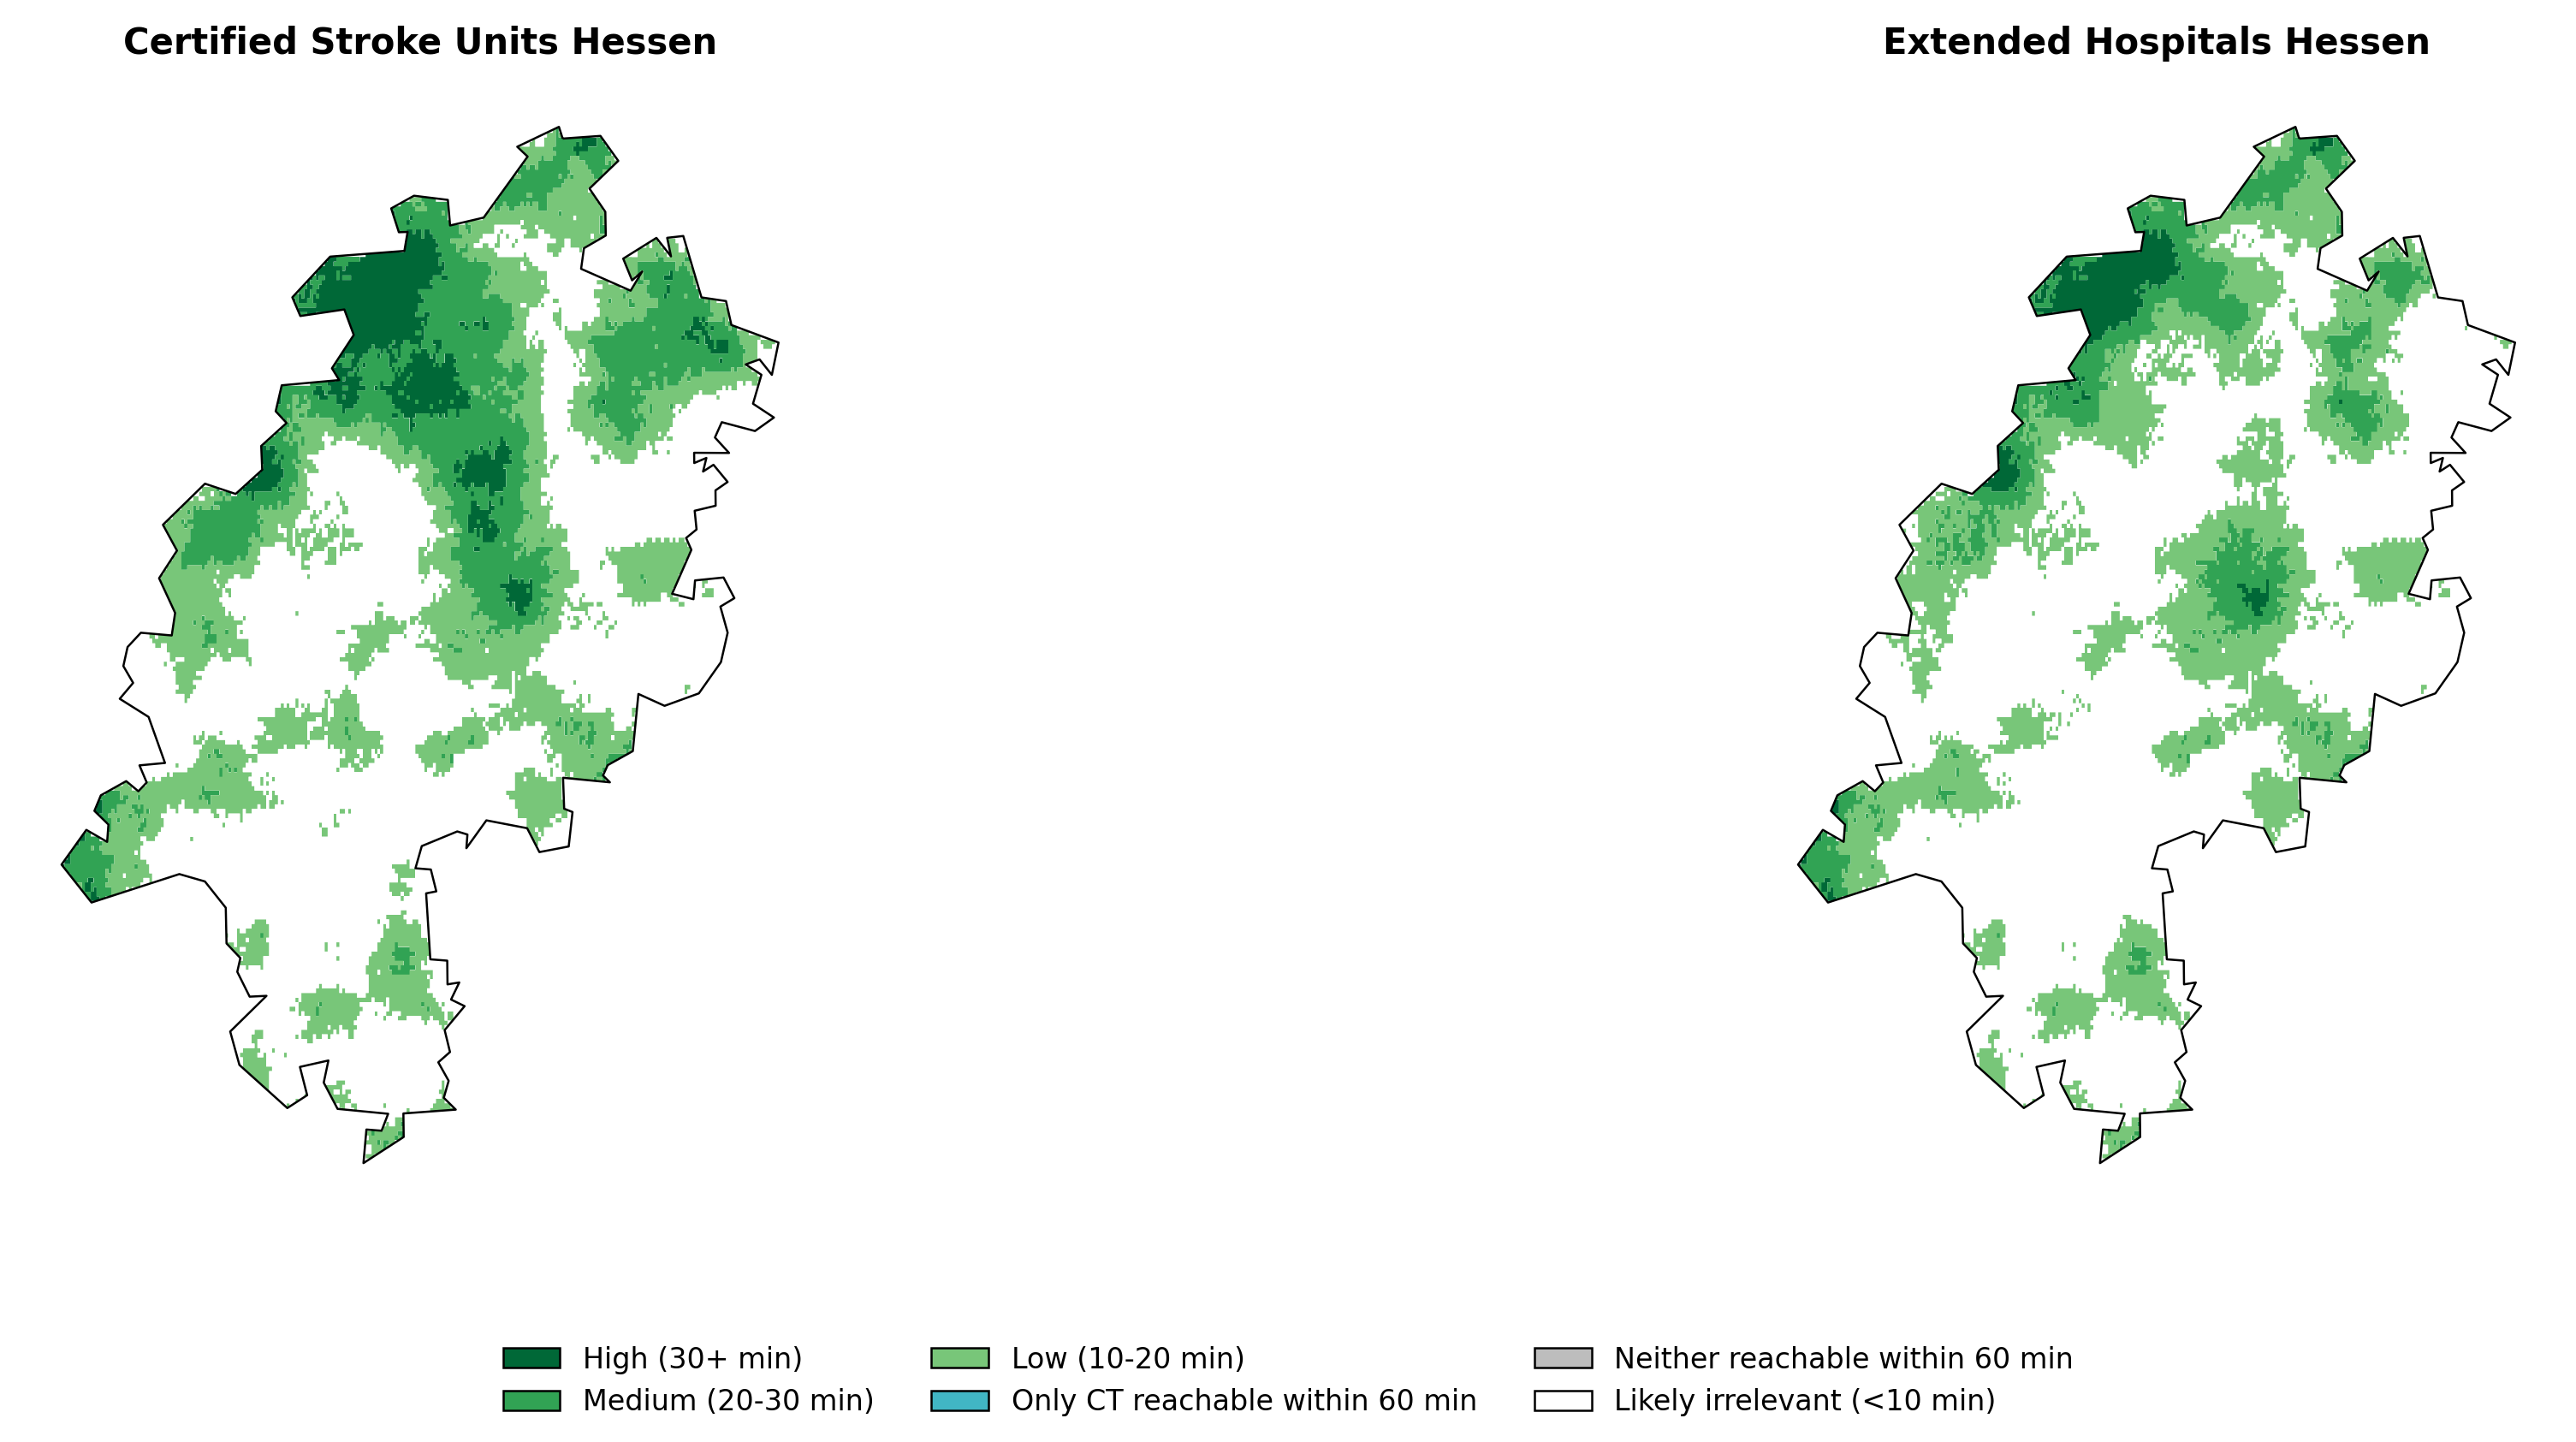 Certified Stroke Units Hessen
Extended Hospitals Hessen
High (30+ min)
Medium (20-30 min)
Low (10-20 min)
Only CT reachable within 60 min
Neither reachable within 60 min
Likely irrelevant (<10 min)